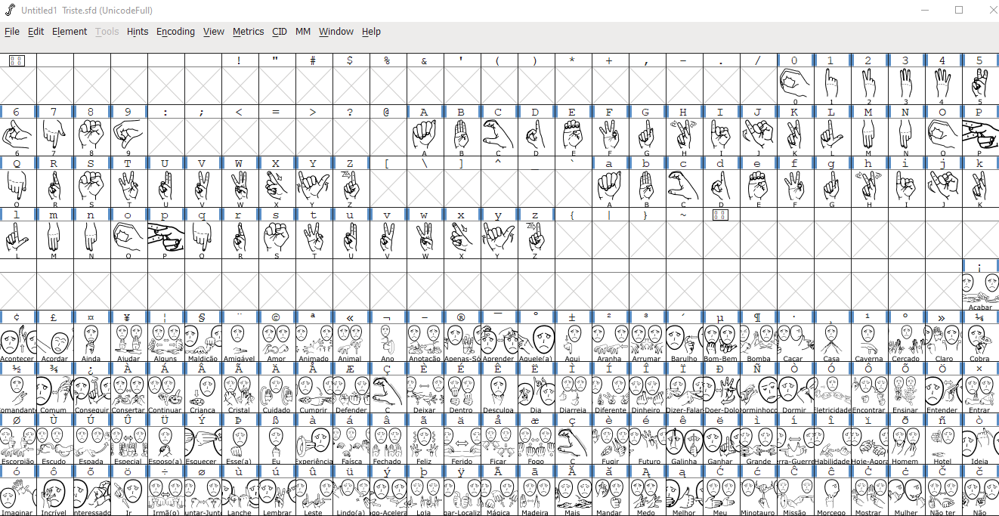 Untitled1 Triste.sfd (UnicodeFull)
File Edit Element Tools Hints Encoding View Metrics CID MM Window Help
! " # $ % & ' ( ) * + , - . / 0 1 2 3 4 5
0 1 2 3 4 5
6 7 8 9 : ; < = > ? @ A B C D E F G H I J K L M N O P
6 7 8 9 A B C D E F G H I J K L M N O P
Q R S T U V W X Y Z [ \ ] ^ _ ` a b c d e f g h i j k
Q R S T U V W X Y Z A B C D E F G H I J K
l m n o p q r s t u v w x y z { | } ~
L M N O P Q R S T U V W X Y Z
¡
Acabar
¢ £ ¤ ¥ ¦ § ¨ © ª « ¬ - ® ¯ ° ± ² ³ ´ µ ¶ · ¸ ¹ º » ¼
Acontecer Acordar Ainda Ajudar Alguns Maldição Amigável Amor Amarrar Animal Ano Anotação Apenas-Só Aprender Aquele(a) Aqui Aranha Arrumar Barulho Bom-Bem Bomba Caçar Casa Caverna Cercado Claro Cobra
½ ¾ ¿ À Á Â Ã Ä Å Æ Ç È É Ê Ë Ì Í Î Ï Ð Ñ Ò Ó Ô Õ Ö ×
Comandante Comum Conseguir Consertar Continuar Criança Cristal Cuidado Cumprir Defender C Deixar Dentro Desculpa Dia Diarreia Diferente Dinheiro Dizer-Falar Doer-Dolo Dorminhoco Dormir Eletricidade Encontrar Ensinar Entender Entrar
Ø Ù Ú Û Ü Ý Þ ß à á â ã ä å æ ç è é ê ë ì í î ï ð ñ ò
Escorpião Escudo Espada Especial Esposo(a) Esquecer Esse(a) Eu Experiência Faísca Fechado Feliz Ferido Ficar Fogo C Fugir Futuro Galinha Ganhar Grande rra-Guerre Habilidade Hoje-Agora Homem Hotel Ideia
ó ô õ ö ÷ ø ù ú û ü ý þ ÿ Ā ā Ă ă Ą ą Ć ć Ĉ ĉ Ċ ċ Č č
Imaginar Incrível nteressado Ir Irmã(o) untar-Junt Lanche Lembrar Leste Lindo(a) ogo-Acelera Loja gar-Localiz Mágica Madeira Mais Mandar Medo Melhor Meu Minotauro Missão Morcego Mostrar Mulher Não ter Não